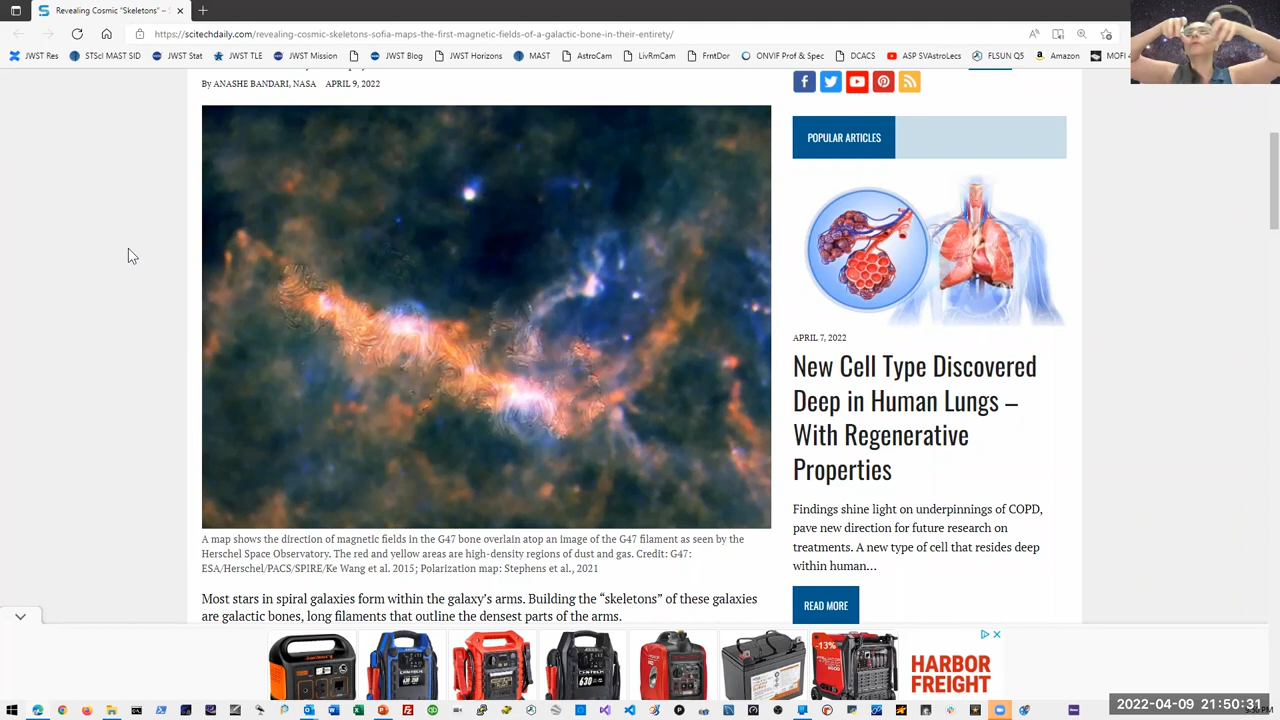 Revealing Cosmic "Skeletons" –
https://scitechdaily.com/revealing-cosmic-skeletons-sofia-maps-the-first-magnetic-fields-of-a-galactic-bone-in-their-entirety/
JWST Res
STScI MAST SID
JWST Stat
JWST TLE
JWST Mission
JWST Blog
JWST Horizons
MAST
AstroCam
LivRmCam
FrntDor
ONVIF Prof & Spec
DCACS
ASP SVAstroLecs
FLSUN Q5
Amazon
MOFI 4
By ANASHE BANDARI, NASA APRIL 9, 2022
A map shows the direction of magnetic fields in the G47 bone overlain atop an image of the G47 filament as seen by the
Herschel Space Observatory. The red and yellow areas are high-density regions of dust and gas. Credit: G47:
ESA/Herschel/PACS/SPIRE/Ke Wang et al. 2015; Polarization map: Stephens et al., 2021
Most stars in spiral galaxies form within the galaxy's arms. Building the "skeletons" of these galaxies
are galactic bones, long filaments that outline the densest parts of the arms.
POPULAR ARTICLES
APRIL 7, 2022
New Cell Type Discovered
Deep in Human Lungs –
With Regenerative
Properties
Findings shine light on underpinnings of COPD,
pave new direction for future research on
treatments. A new type of cell that resides deep
within human…
READ MORE
-13%
HARBOR
FREIGHT
2022-04-09 21:50:31